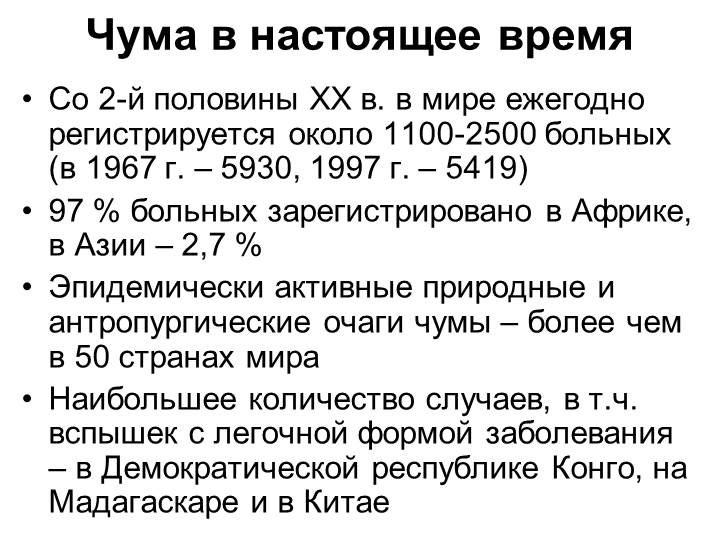 Чума в настоящее время
• Со 2-й половины XX в. в мире ежегодно
регистрируется около 1100-2500 больных
(в 1967 г. – 5930, 1997 г. – 5419)
• 97 % больных зарегистрировано в Африке,
в Азии – 2,7 %
• Эпидемически активные природные и
антропургические очаги чумы – более чем
в 50 странах мира
• Наибольшее количество случаев, в т.ч.
вспышек с легочной формой заболевания
– в Демократической республике Конго, на
Мадагаскаре и в Китае